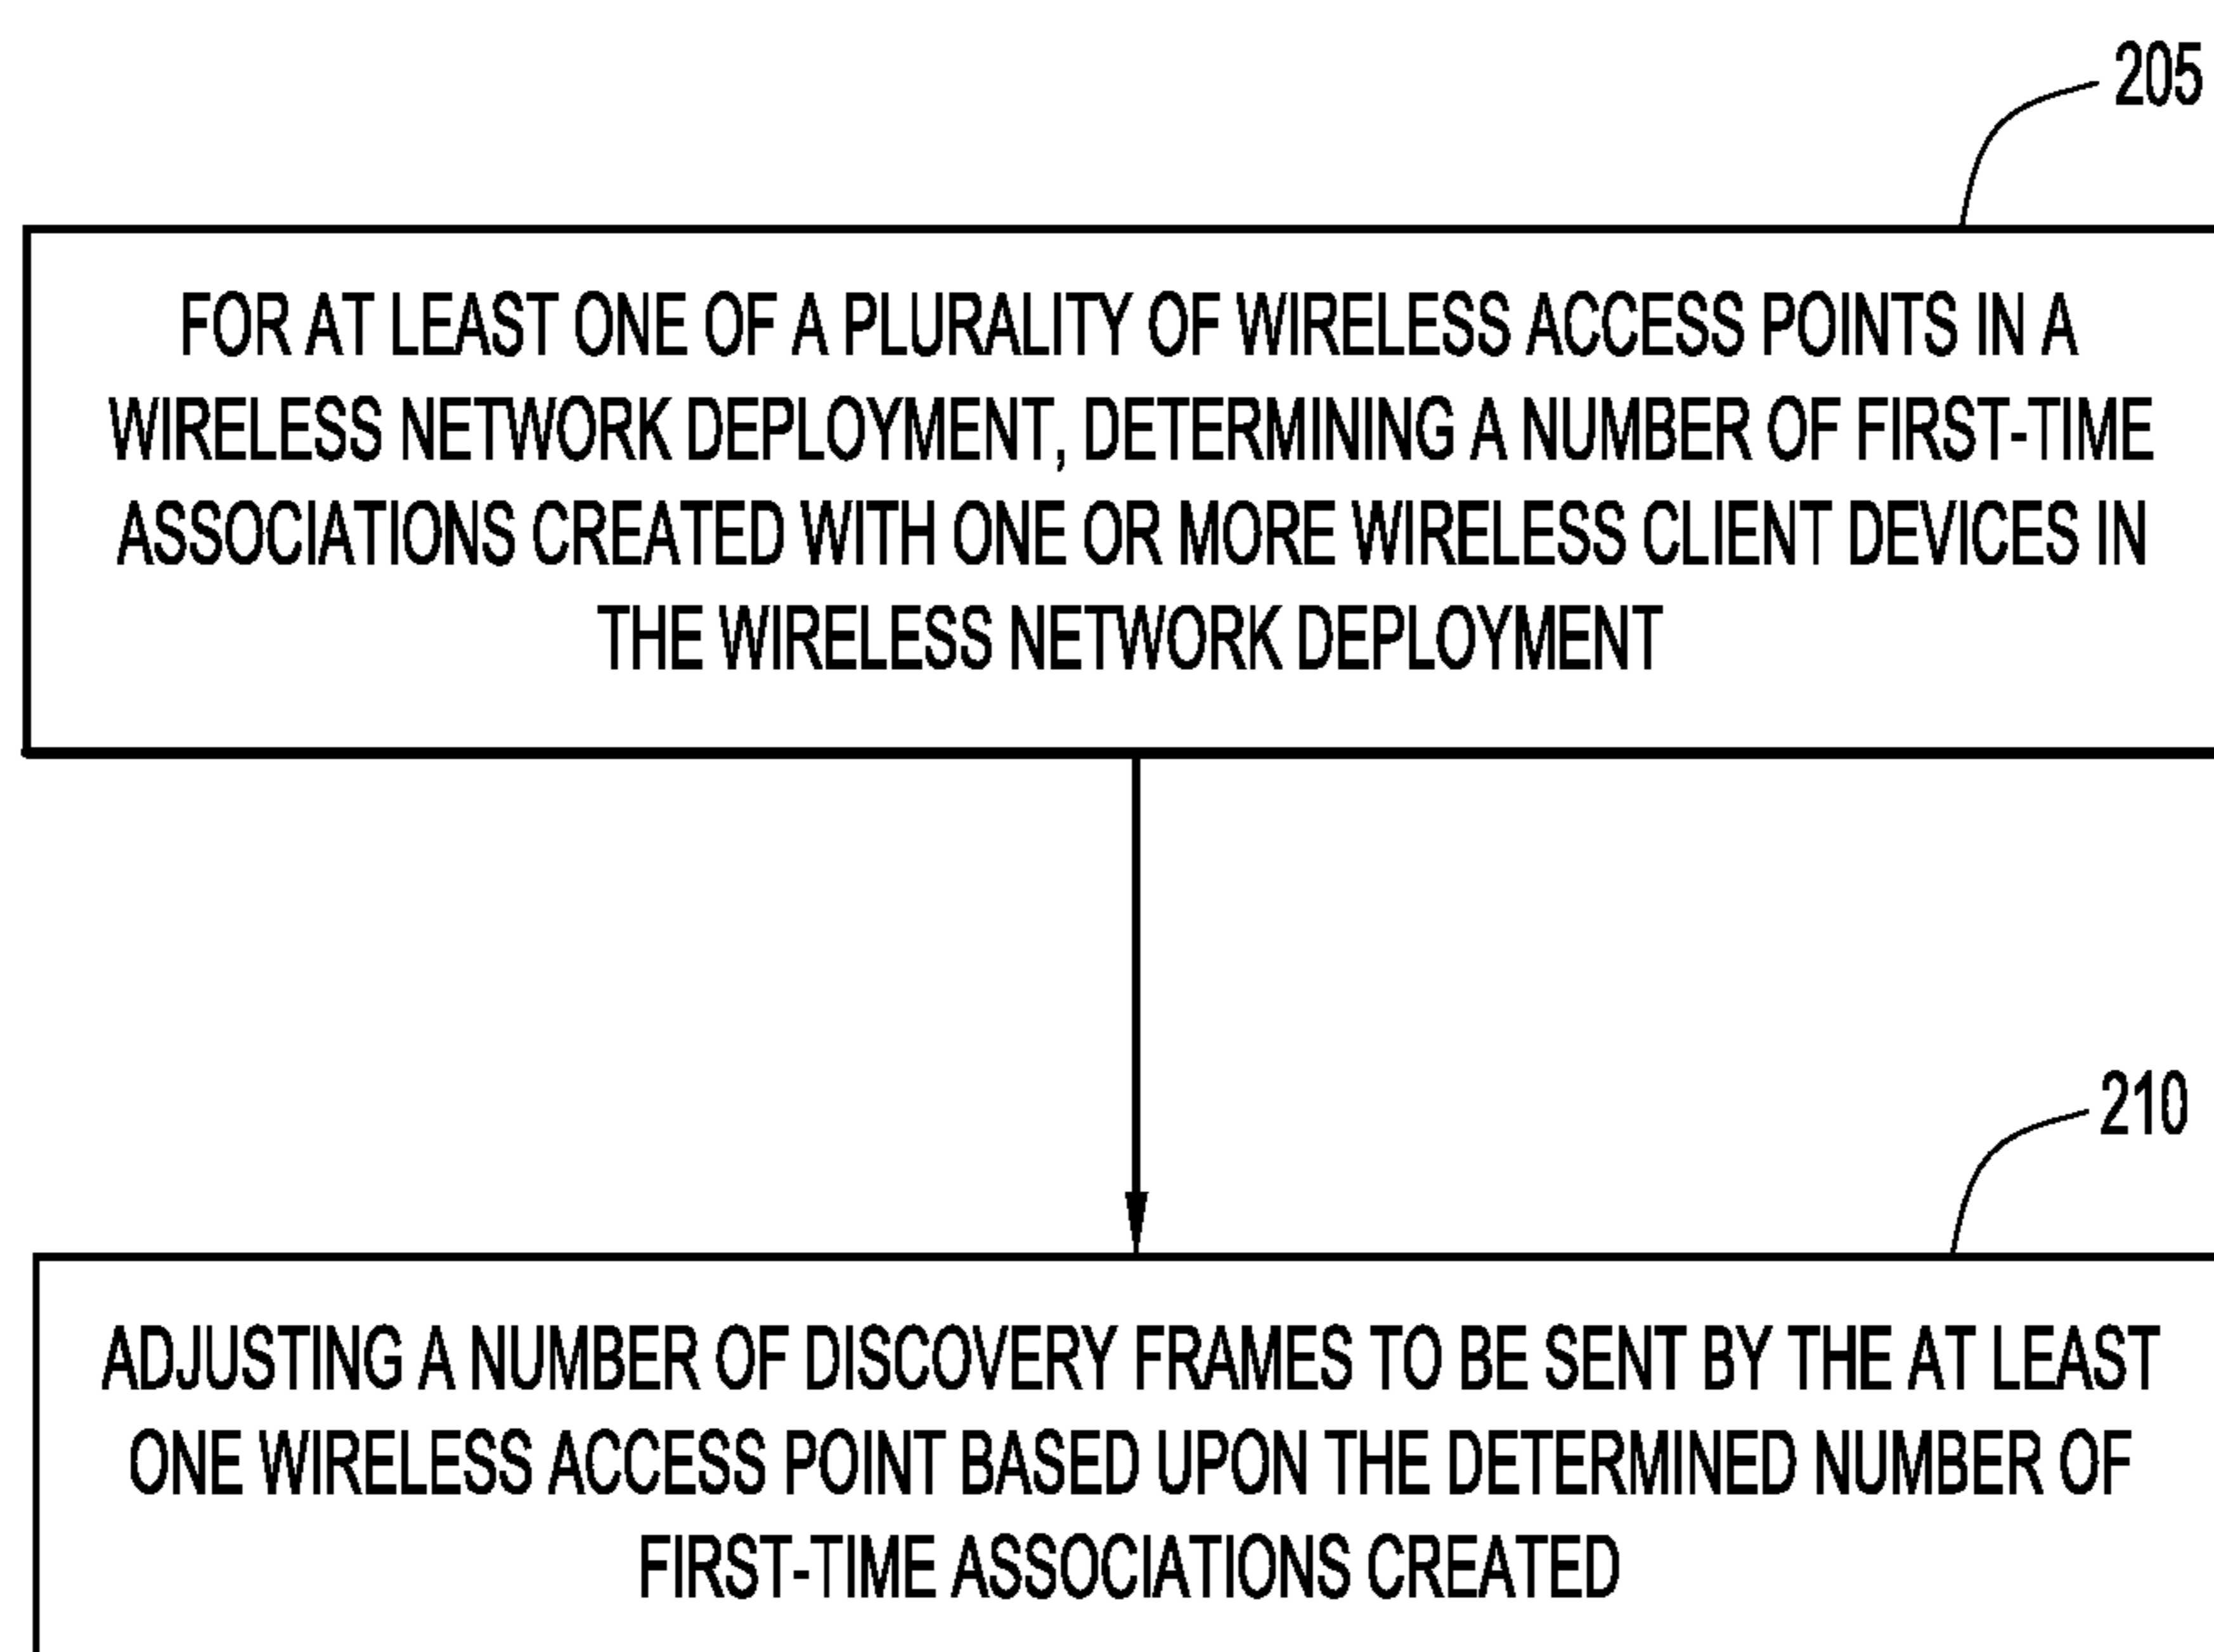 205
FOR AT LEAST ONE OF A PLURALITY OF WIRELESS ACCESS POINTS IN A
WIRELESS NETWORK DEPLOYMENT, DETERMINING A NUMBER OF FIRST-TIME
ASSOCIATIONS CREATED WITH ONE OR MORE WIRELESS CLIENT DEVICES IN
THE WIRELESS NETWORK DEPLOYMENT
210
ADJUSTING A NUMBER OF DISCOVERY FRAMES TO BE SENT BY THE AT LEAST
ONE WIRELESS ACCESS POINT BASED UPON THE DETERMINED NUMBER OF
FIRST-TIME ASSOCIATIONS CREATED